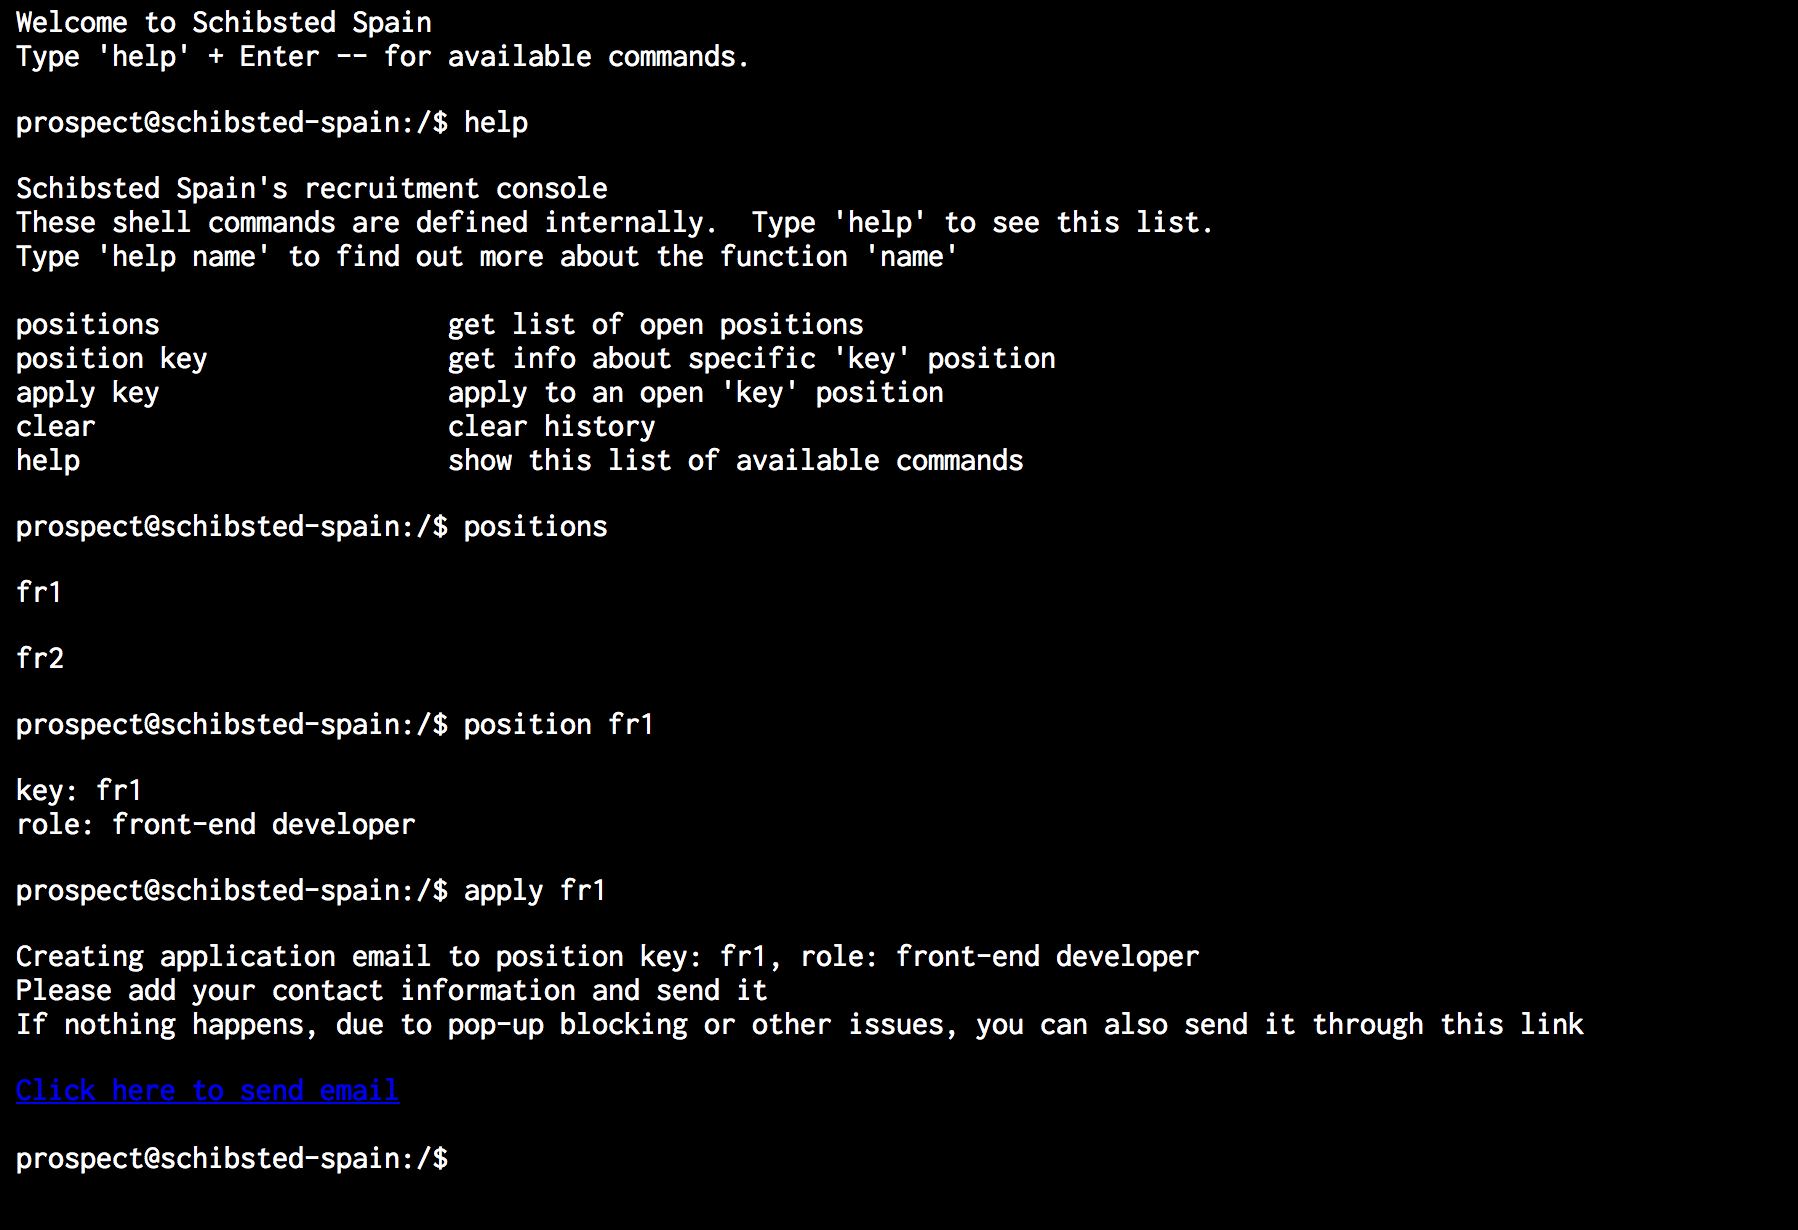 Welcome to Schibsted Spain
Type 'help' + Enter -- for available commands.
prospect@schibsted-spain:/$ help
Schibsted Spain's recruitment console
These shell commands are defined internally.  Type 'help' to see this list.
Type 'help name' to find out more about the function 'name'
positions                  get list of open positions
position key               get info about specific 'key' position
apply key                  apply to an open 'key' position
clear                      clear history
help                       show this list of available commands
prospect@schibsted-spain:/$ positions
fr1
fr2
prospect@schibsted-spain:/$ position fr1
key: fr1
role: front-end developer
prospect@schibsted-spain:/$ apply fr1
Creating application email to position key: fr1, role: front-end developer
Please add your contact information and send it
If nothing happens, due to pop-up blocking or other issues, you can also send it through this link
Click here to send email
prospect@schibsted-spain:/$